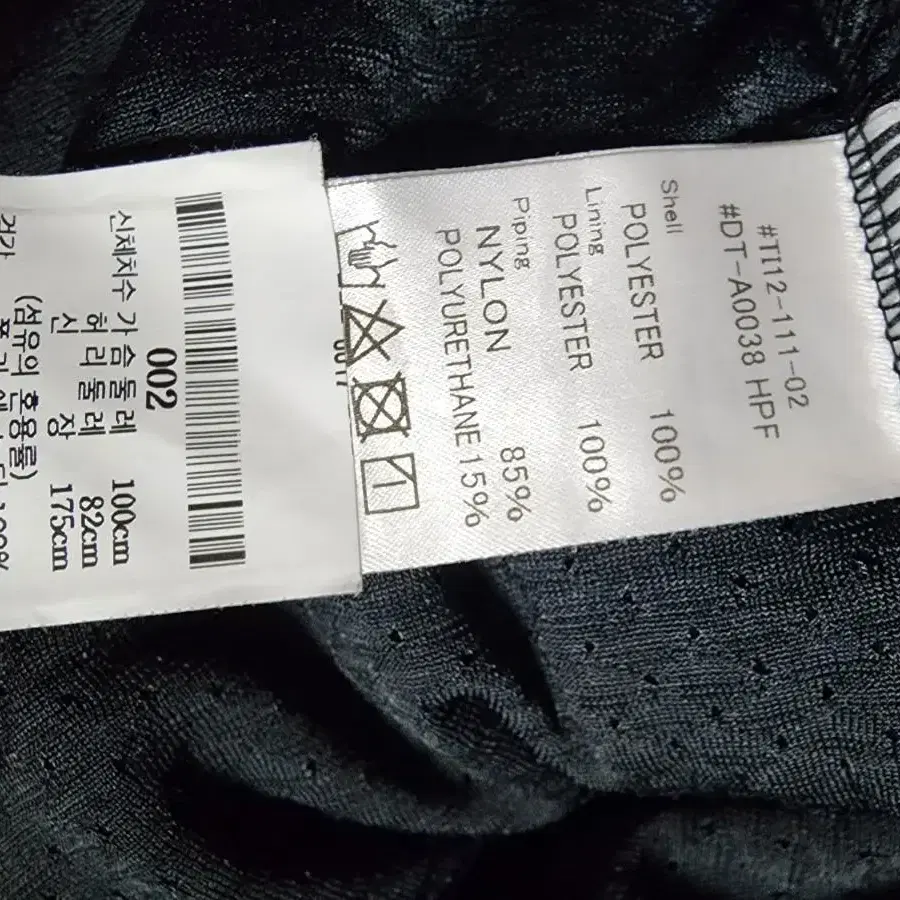 #TI12-111-02
#DT-A0038 HPF
Shell
POLYESTER 100%
Lining
POLYESTER 100%
Piping
NYLON 85%
POLYURETHANE 15%
002
신체치수 가슴둘레 100cm
허리둘레 82cm
신 장 175cm
(섬유의 혼용률)
겉감